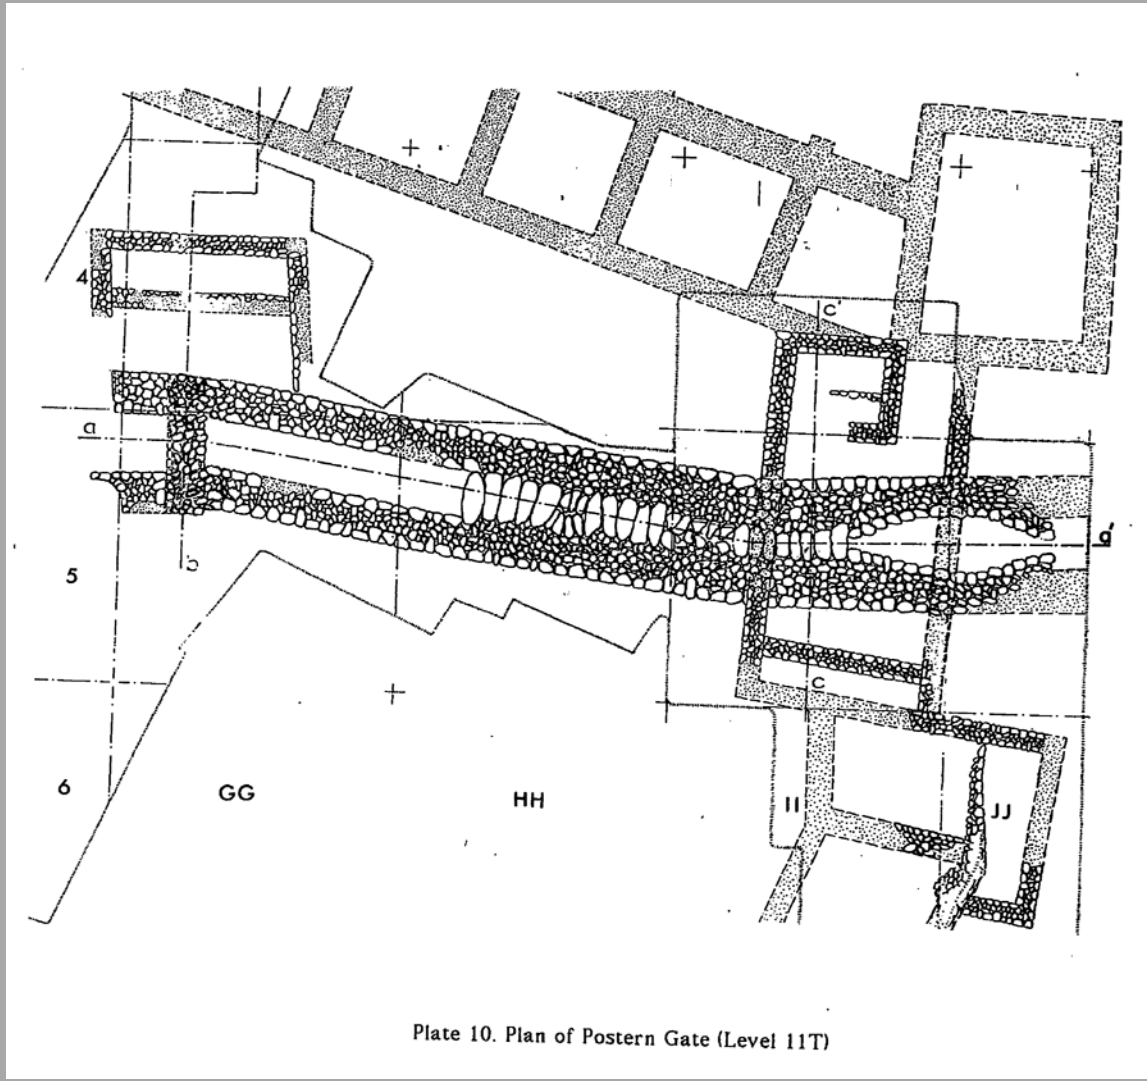 4
c'
a
a'
5
b
c
6
GG
HH
II
JJ
Plate 10. Plan of Postern Gate (Level 11T)